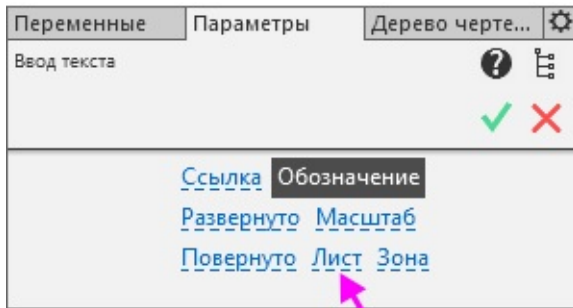 Переменные Параметры Дерево черте...
Ввод текста
Ссылка Обозначение
Развернуто Масштаб
Повернуто Лист Зона